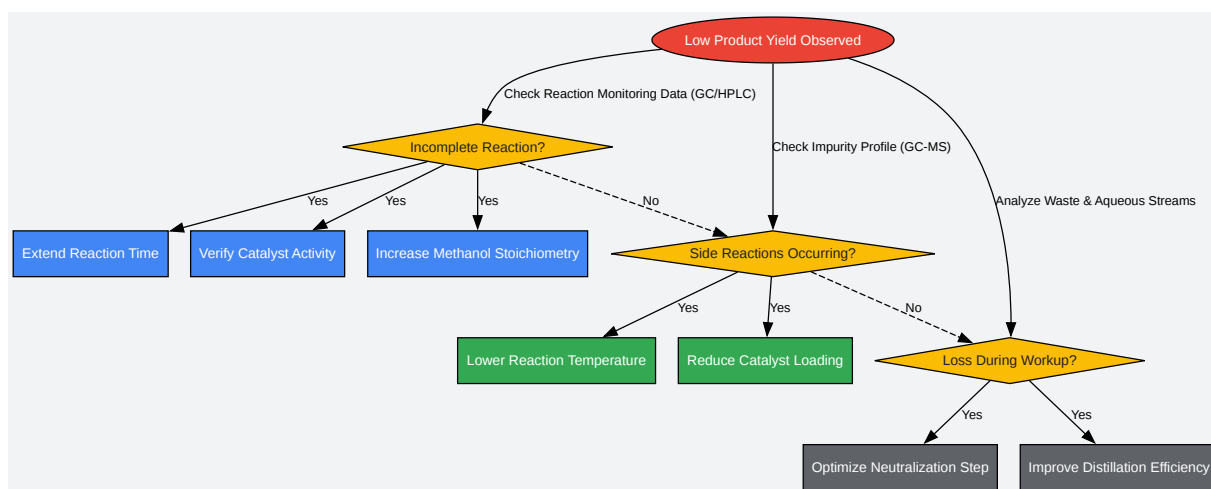 Low Product Yield Observed
Check Reaction Monitoring Data (GC/HPLC)
Incomplete Reaction?
Check Impurity Profile (GC-MS)
Yes
Yes
Yes
No
Analyze Waste & Aqueous Streams
Extend Reaction Time
Verify Catalyst Activity
Increase Methanol Stoichiometry
Side Reactions Occurring?
Yes
Yes
No
Lower Reaction Temperature
Reduce Catalyst Loading
Loss During Workup?
Yes
Yes
Optimize Neutralization Step
Improve Distillation Efficiency